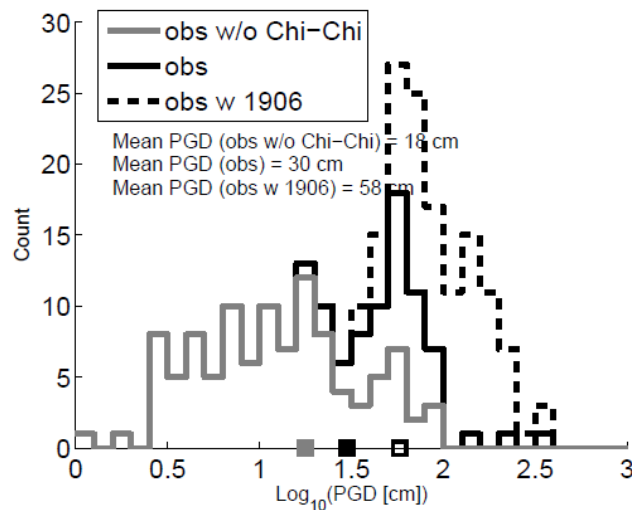 30
obs w/o Chi−Chi
obs
obs w 1906
25
Mean PGD (obs w/o Chi−Chi) = 18 cm
Mean PGD (obs) = 30 cm
Mean PGD (obs w 1906) = 58 cm
20
15
10
5
0
Count
0 0.5 1 1.5 2 2.5 3
Log10(PGD [cm])